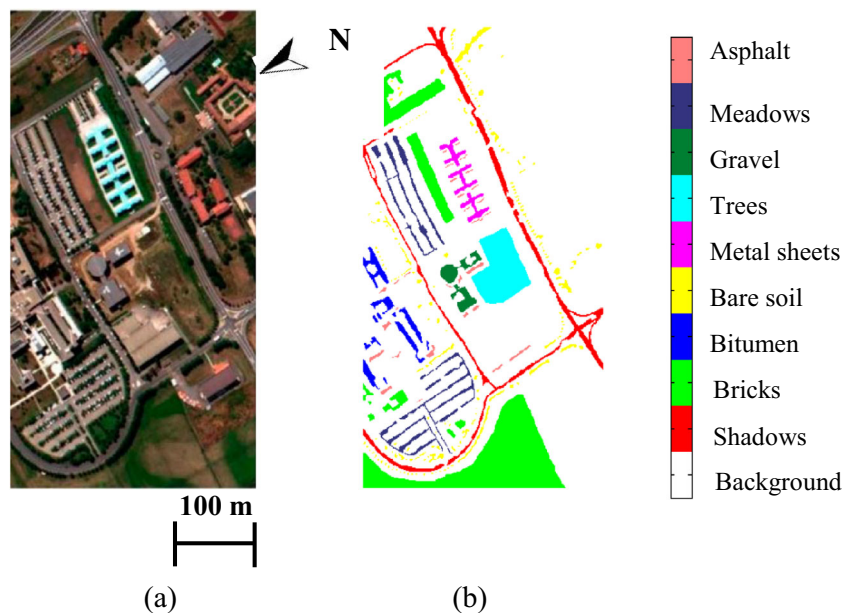 N
Asphalt
Meadows
Gravel
Trees
Metal sheets
Bare soil
Bitumen
Bricks
Shadows
Background
100 m
(a)
(b)